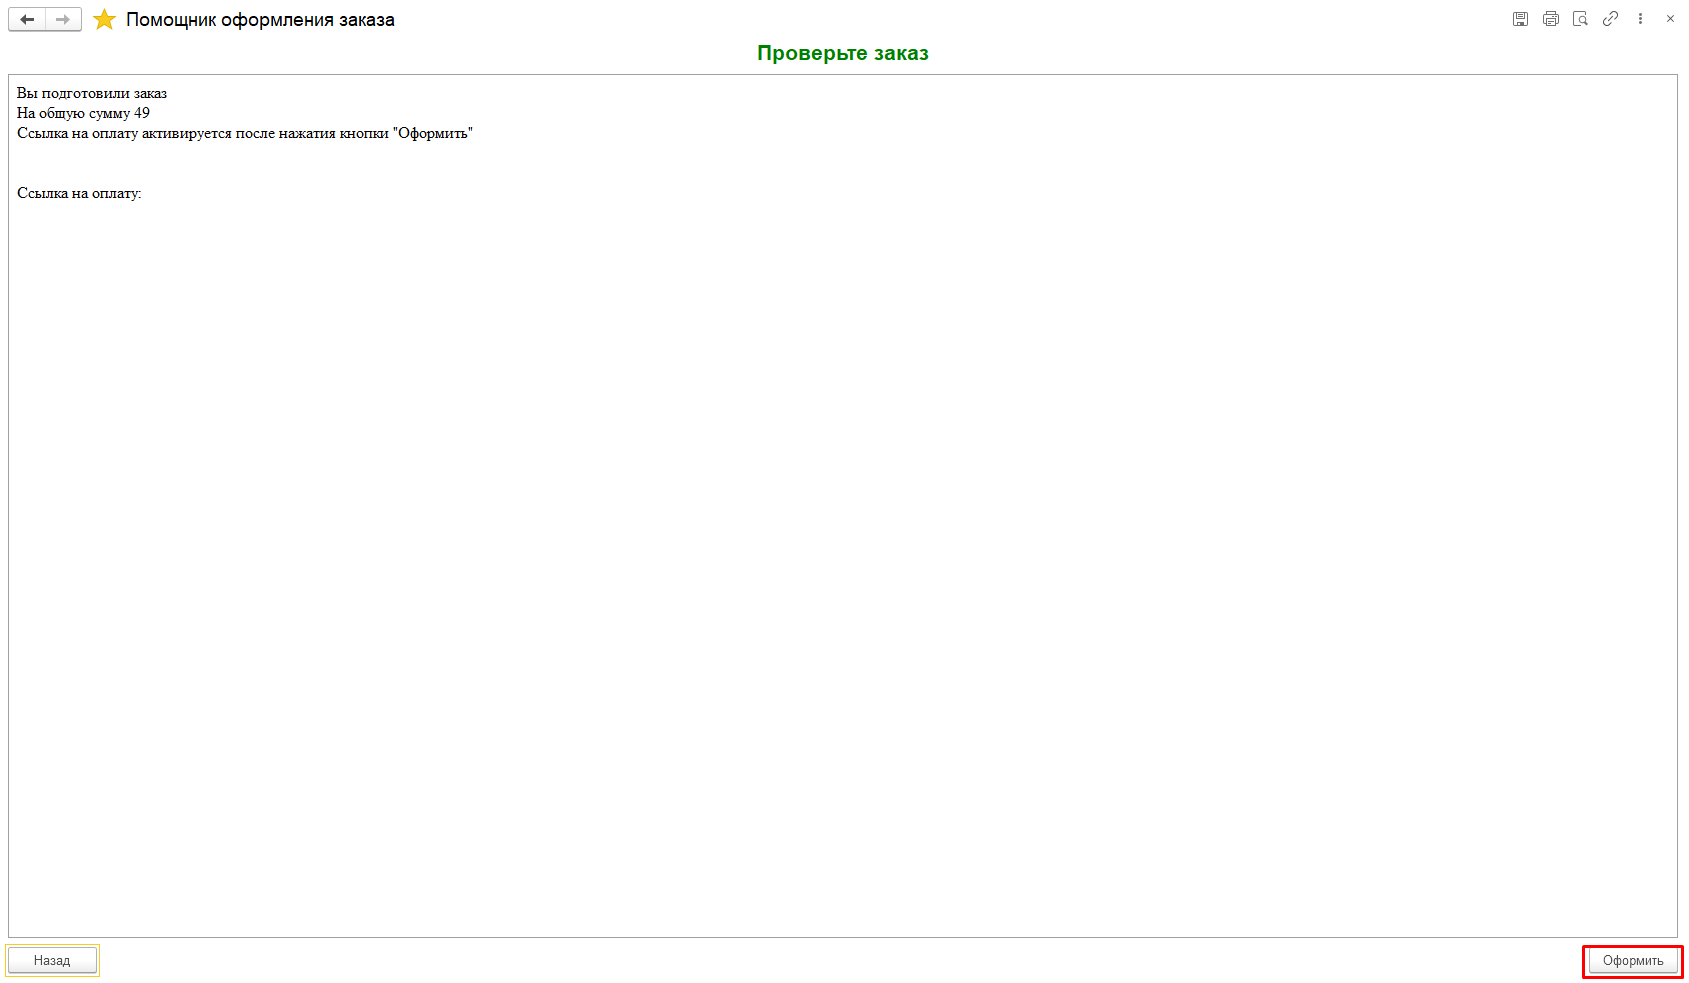 Помощник оформления заказа
Проверьте заказ
Вы подготовили заказ
На общую сумму 49
Ссылка на оплату активируется после нажатия кнопки "Оформить"
Ссылка на оплату:
Назад
Оформить